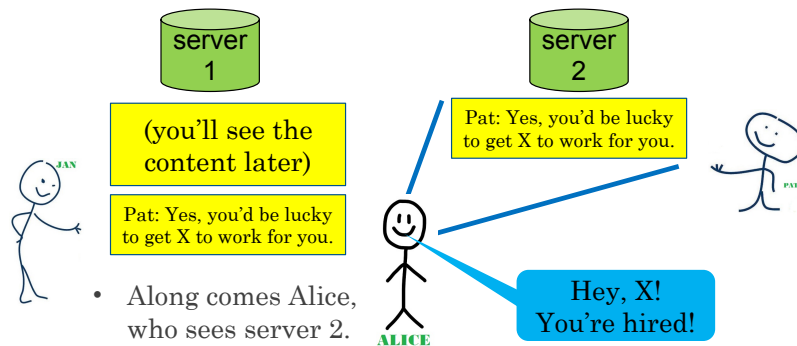 server
1
server
2
(you'll see the
content later)
Pat: Yes, you'd be lucky
to get X to work for you.
JAN
Pat: Yes, you'd be lucky
to get X to work for you.
PAT
• Along comes Alice,
who sees server 2.
Hey, X!
You're hired!
ALICE